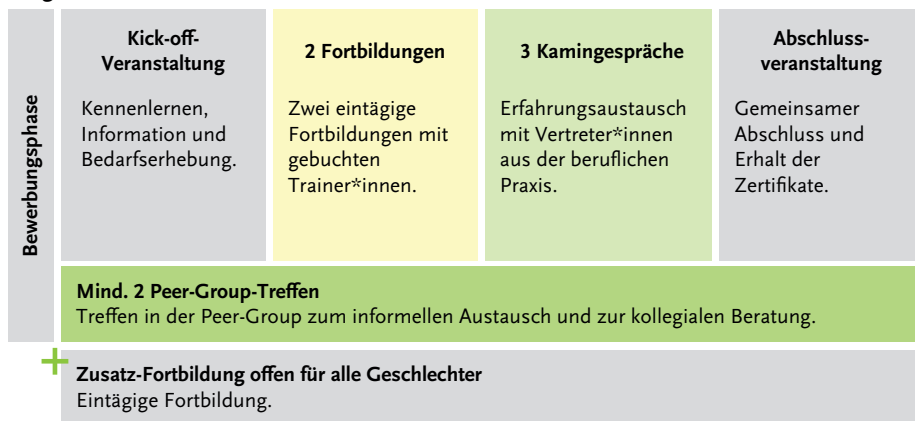 Bewerbungsphase
Kick-off-
Veranstaltung
Kennenlernen,
Information und
Bedarfserhebung.
2 Fortbildungen
Zwei eintägige
Fortbildungen mit
gebuchten
Trainer*innen.
3 Kamingespräche
Erfahrungsaustausch
mit Vertreter*innen
aus der beruflichen
Praxis.
Abschluss-
veranstaltung
Gemeinsamer
Abschluss und
Erhalt der
Zertifikate.
Mind. 2 Peer-Group-Treffen
Treffen in der Peer-Group zum informellen Austausch und zur kollegialen Beratung.
+
Zusatz-Fortbildung offen für alle Geschlechter
Eintägige Fortbildung.